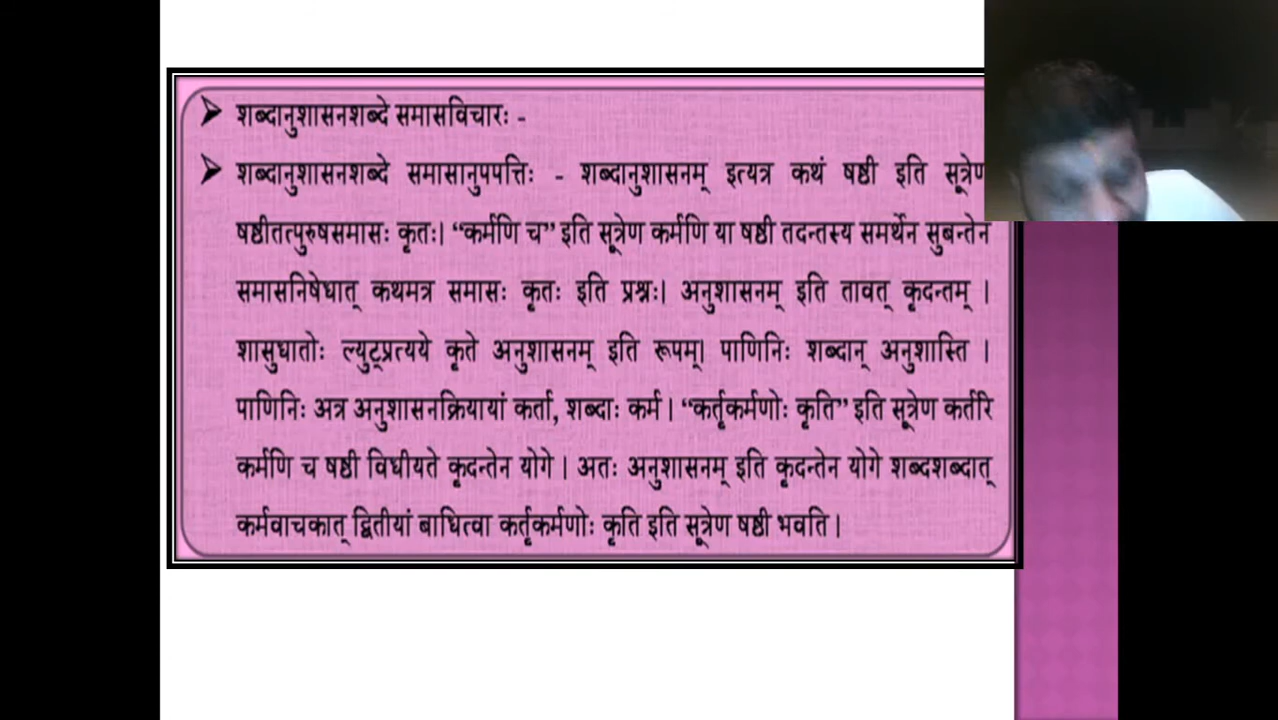 शब्दानुशासनशब्दे समासविचारः -
शब्दानुशासनशब्दे समासानुपपत्तिः - शब्दानुशासनम् इत्यत्र कथं षष्ठी इति सूत्रेण
षष्ठीतत्पुरुषसमासः कृतः। “कर्मणि च” इति सूत्रेण कर्मणि या षष्ठी तदन्तस्य समर्थेन सुबन्तेन
समासनिषेधात् कथमत्र समासः कृतः इति प्रश्नः। अनुशासनम् इति तावत् कृदन्तम् ।
शासुधातोः ल्युट्प्रत्यये कृते अनुशासनम् इति रूपम्। पाणिनिः शब्दान् अनुशास्ति ।
पाणिनिः अत्र अनुशासनक्रियायां कर्ता, शब्दाः कर्म । “कर्तृकर्मणोः कृति” इति सूत्रेण कर्तरि
कर्मणि च षष्ठी विधीयते कृदन्तेन योगे । अतः अनुशासनम् इति कृदन्तेन योगे शब्दशब्दात्
कर्मवाचकात् द्वितीयां बाधित्वा कर्तृकर्मणोः कृति इति सूत्रेण षष्ठी भवति ।